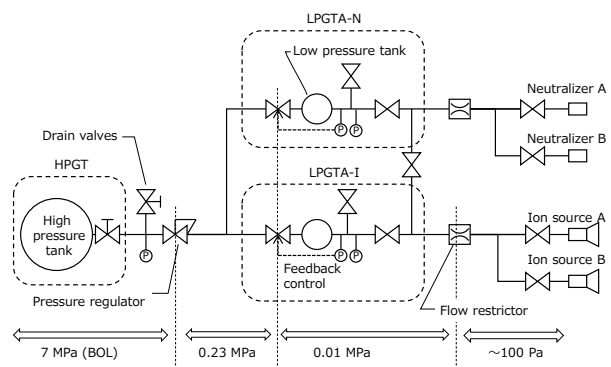 LPGTA-N
Low pressure tank
Neutralizer A
P
P
Neutralizer B
Drain valves
HPGT
LPGTA-I
High
pressure
tank
P
P
P
Ion source A
Ion source B
Feedback
control
Pressure regulator
Flow restrictor
7 MPa (BOL)
0.23 MPa
0.01 MPa
～100 Pa